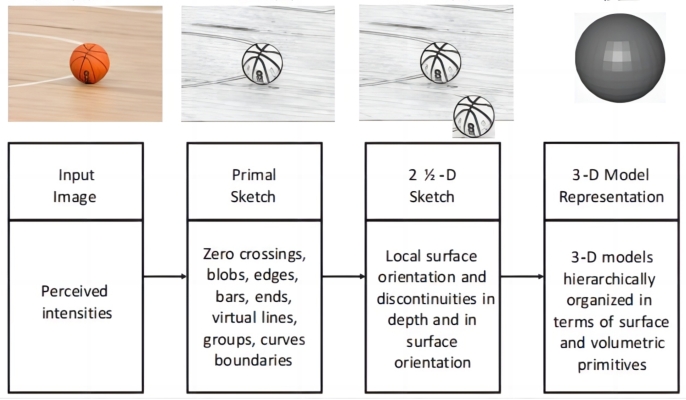 Input
Image
Primal
Sketch
2 ½-D
Sketch
3-D Model
Representation
Perceived
intensities
Zero crossings,
blobs, edges,
bars, ends,
virtual lines,
groups, curves
boundaries
Local surface
orientation and
discontinuities in
depth and in
surface
orientation
3-D models
hierarchically
organized in
terms of surface
and volumetric
primitives